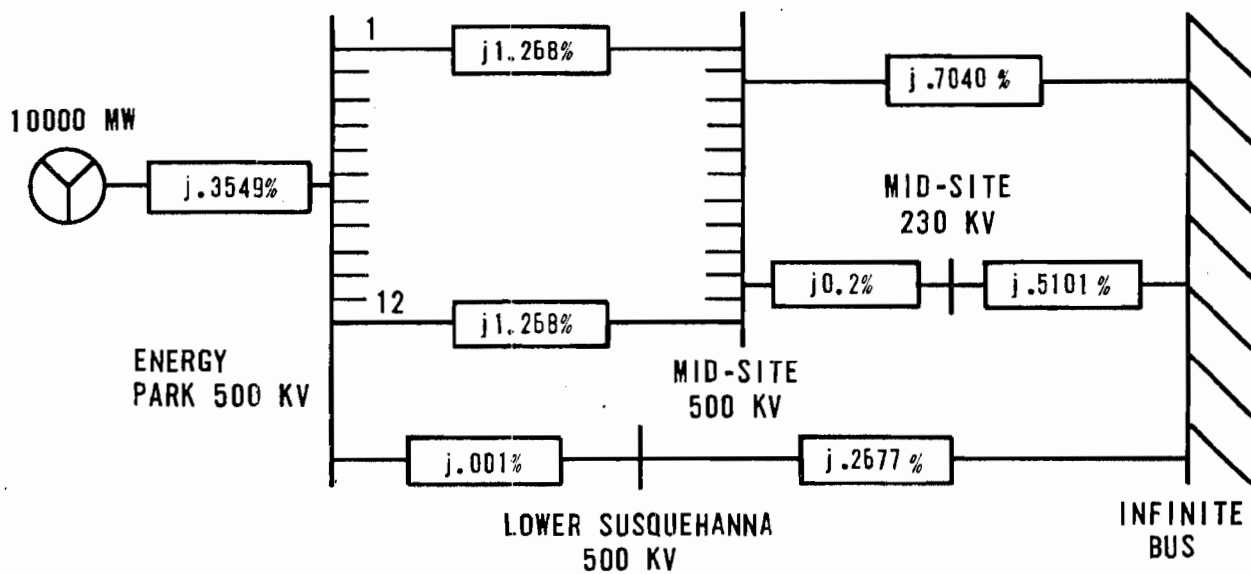 1
j1.268%
j.7040 %
10000 MW
j.3549%
MID-SITE
230 KV
j0.2%
j.5101 %
12
j1.268%
ENERGY
PARK 500 KV
MID-SITE
500 KV
j.001%
j.2677 %
LOWER SUSQUEHANNA
500 KV
INFINITE
BUS